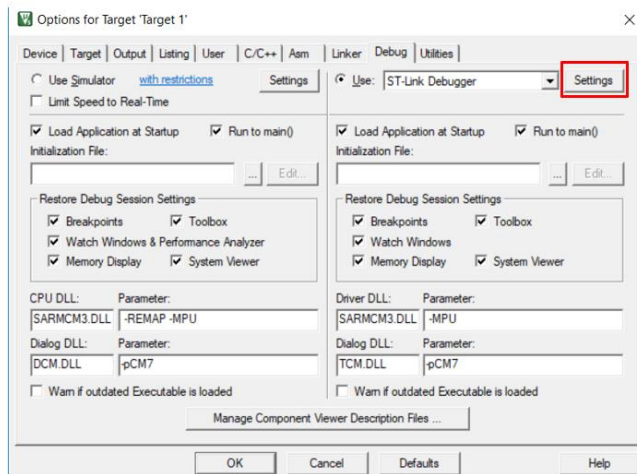 Options for Target 'Target 1'
Device Target Output Listing User C/C++ Asm Linker Debug Utilities
Use Simulator with restrictions Settings
Limit Speed to Real-Time
Use: ST-Link Debugger Settings
Load Application at Startup Run to main()
Initialization File:
... Edit...
Load Application at Startup Run to main()
Initialization File:
... Edit...
Restore Debug Session Settings
Breakpoints Toolbox
Watch Windows & Performance Analyzer
Memory Display System Viewer
Restore Debug Session Settings
Breakpoints Toolbox
Watch Windows
Memory Display System Viewer
CPU DLL: Parameter:
SARMCM3.DLL -REMAP -MPU
Dialog DLL: Parameter:
DCM.DLL -pCM7
Warn if outdated Executable is loaded
Driver DLL: Parameter:
SARMCM3.DLL -MPU
Dialog DLL: Parameter:
TCM.DLL -pCM7
Warn if outdated Executable is loaded
Manage Component Viewer Description Files ...
OK Cancel Defaults Help